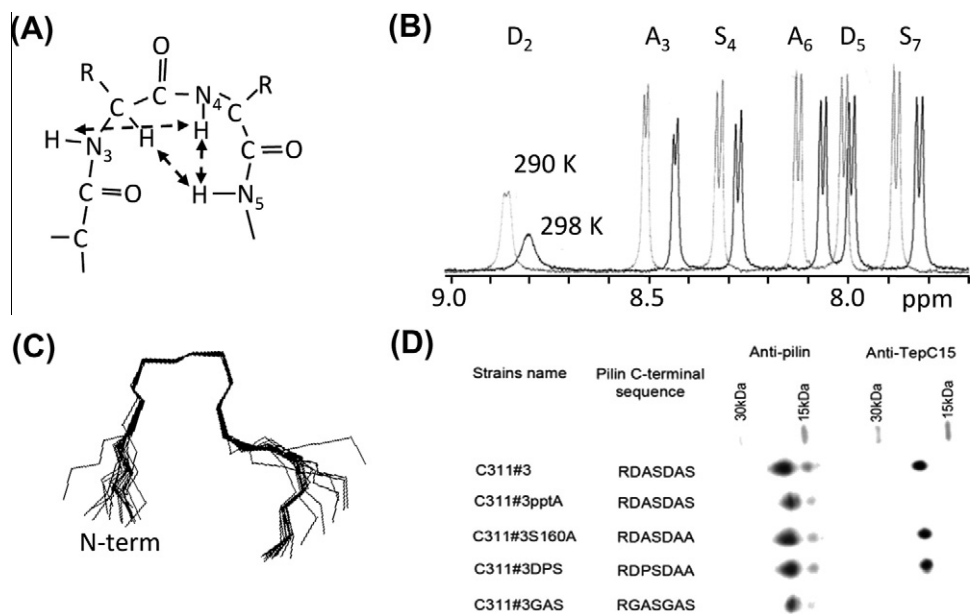 (A)
O
R
C
N4
R
C
H
H
C
O
H
N3
H
N5
C
O
C
(B)
D2 A3 S4 A6 D5 S7
290 K
298 K
9.0 8.5 8.0 ppm
(C)
N-term
(D)
Anti-pilin Anti-TepC15
Strains name Pilin C-terminal sequence 30kDa 15kDa 30kDa 15kDa
C311#3 RDASDAS
C311#3pptA RDASDAS
C311#3S160A RDASDAA
C311#3DPS RDPSDAA
C311#3GAS RGASGAS